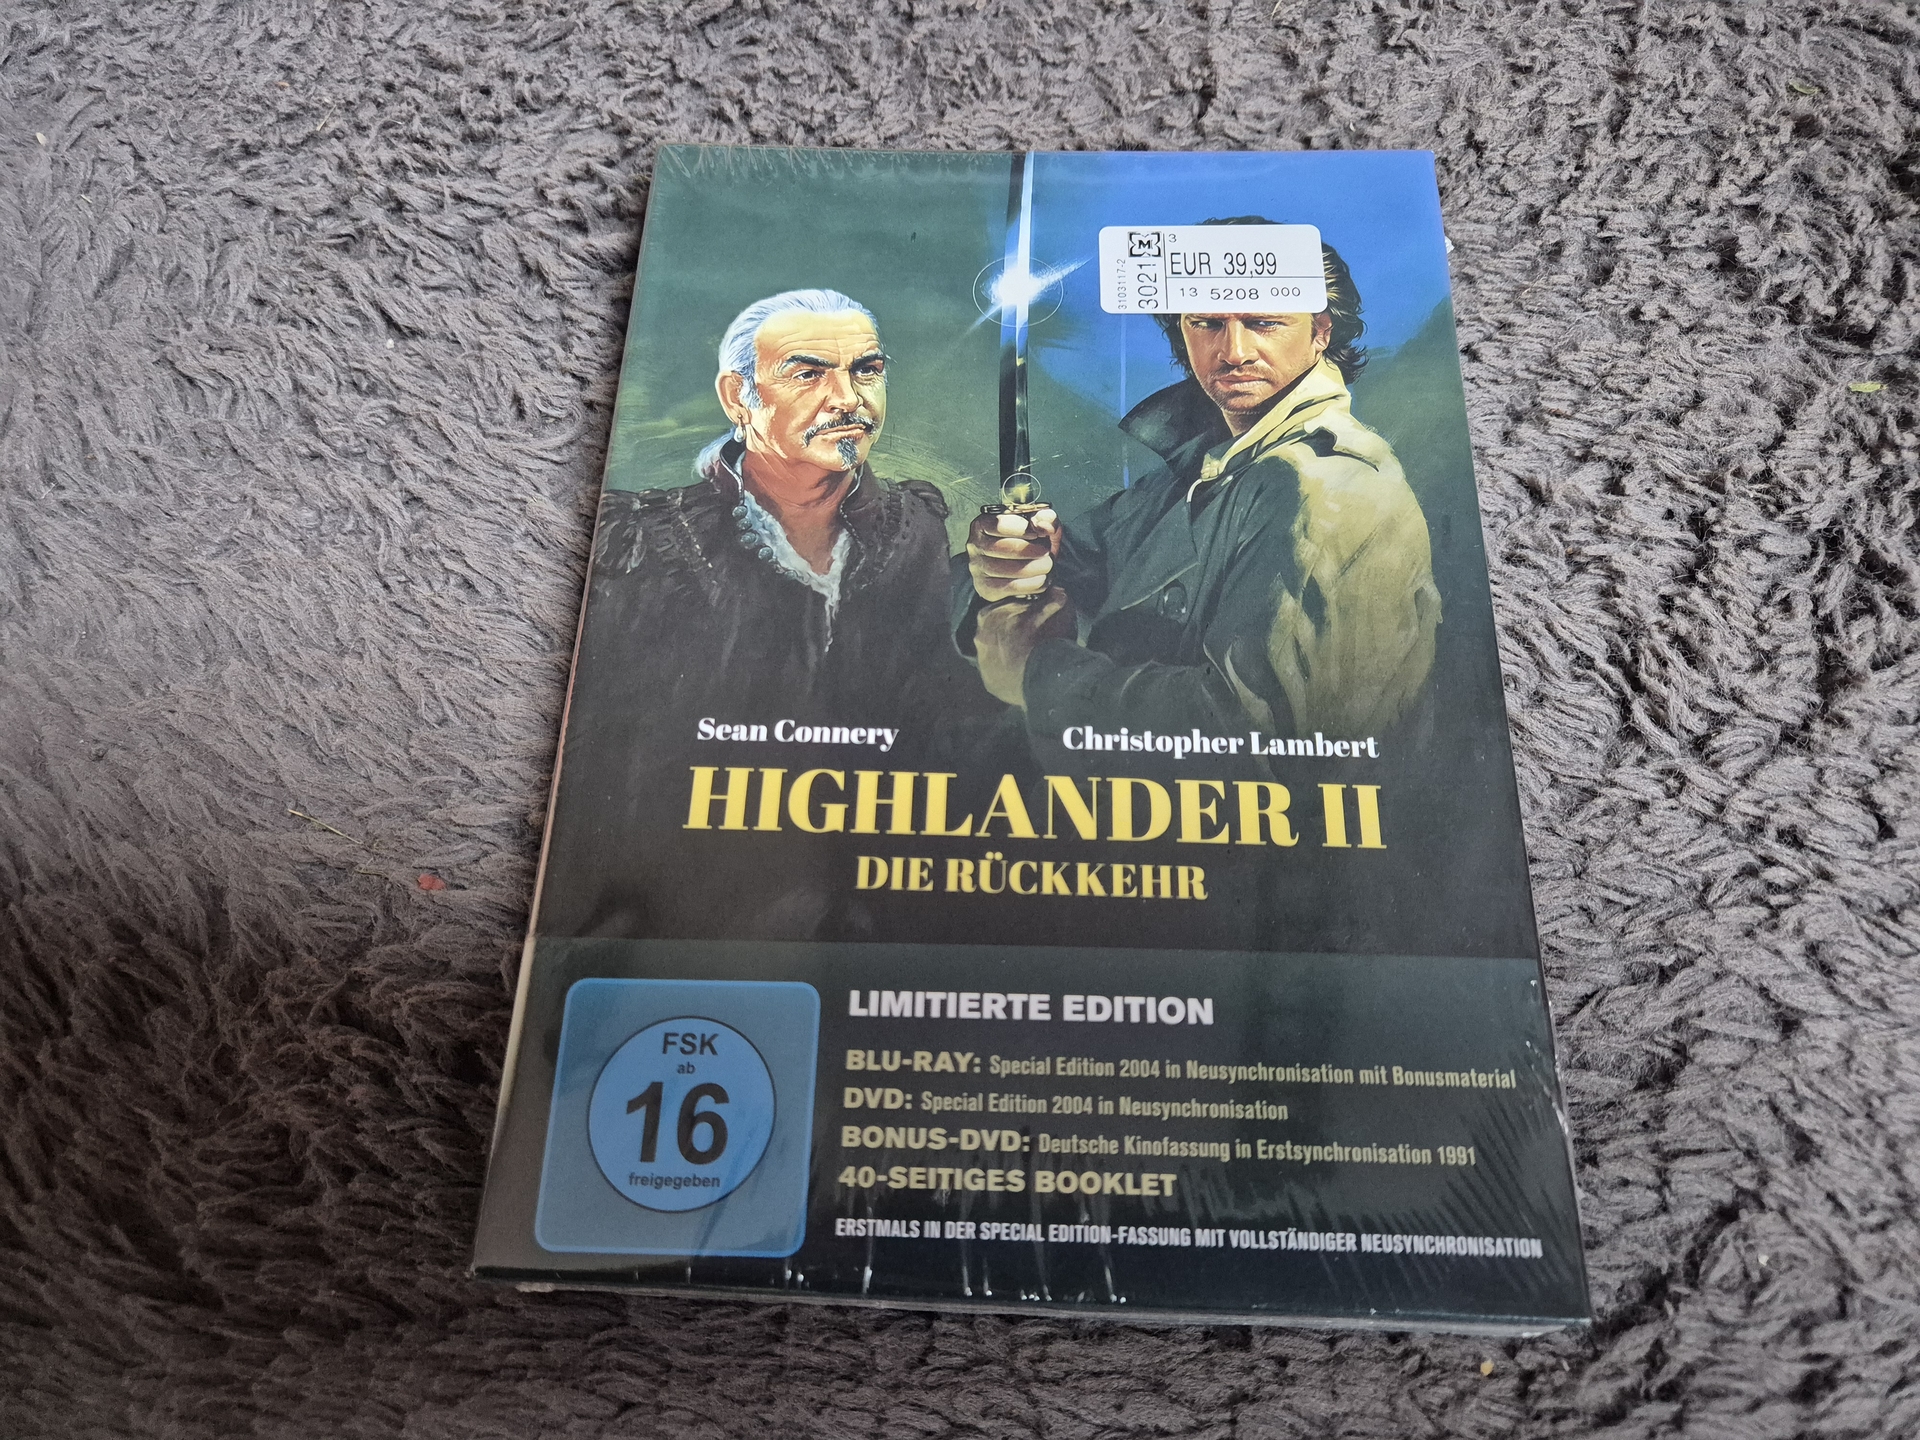 M
3
EUR 39,99
3103117-2
3021
13 5208 000
Sean Connery
Christopher Lambert
HIGHLANDER II
DIE RÜCKKEHR
FSK
ab
16
freigegeben
LIMITIERTE EDITION
BLU-RAY: Special Edition 2004 in Neusynchronisation mit Bonusmaterial
DVD: Special Edition 2004 in Neusynchronisation
BONUS-DVD: Deutsche Kinofassung in Erstsynchronisation 1991
40-SEITIGES BOOKLET
ERSTMALS IN DER SPECIAL EDITION-FASSUNG MIT VOLLSTÄNDIGER NEUSYNCHRONISATION